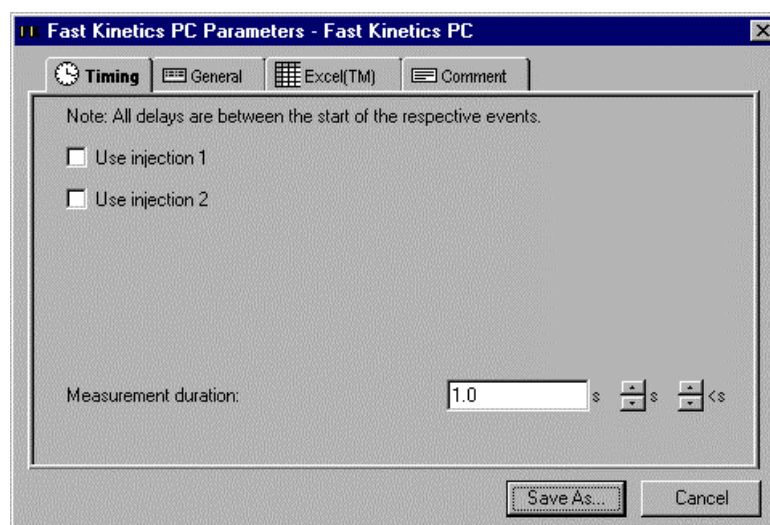 Fast Kinetics PC Parameters - Fast Kinetics PC
Timing General Excel(TM) Comment
Note: All delays are between the start of the respective events.
Use injection 1
Use injection 2
Measurement duration: 1.0 s s <s
Save As... Cancel